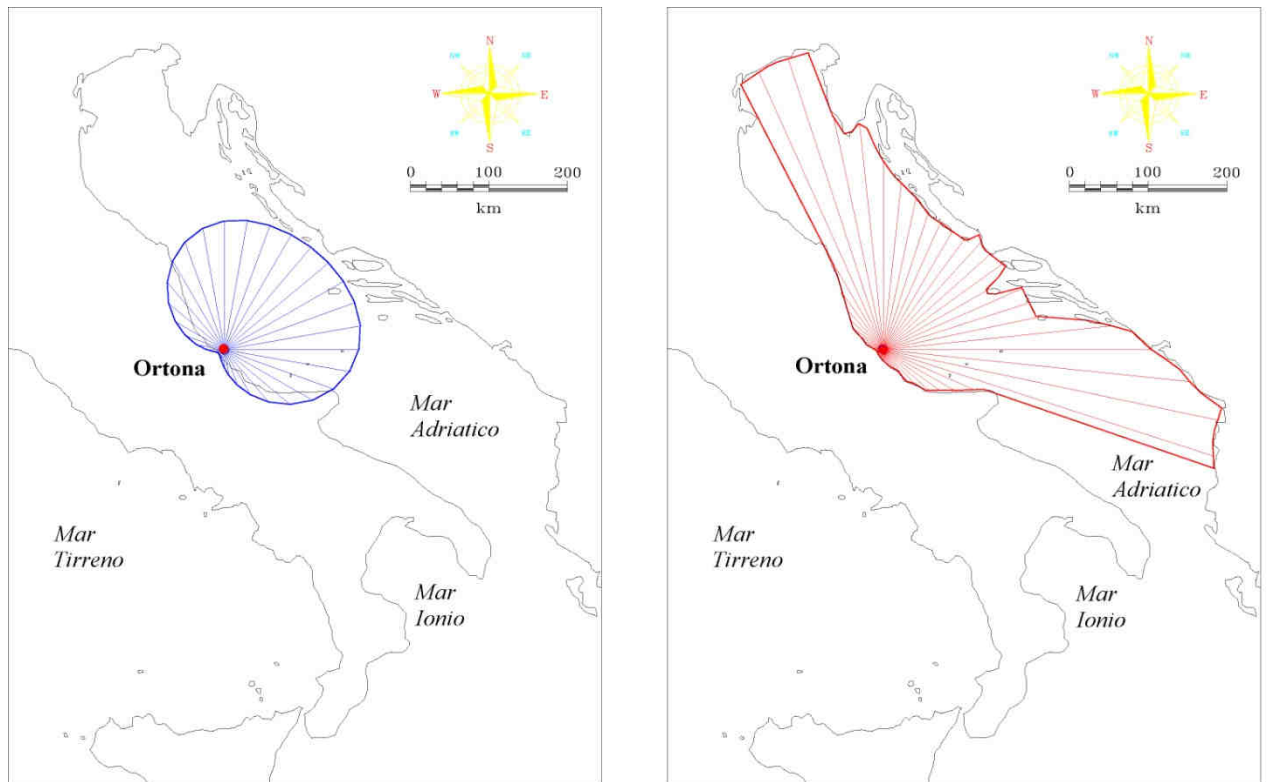 N
W
E
S
0
100
200
km
Ortona
Mar
Adriatico
Mar
Tirreno
Mar
Ionio
N
W
E
S
0
100
200
km
Ortona
Mar
Adriatico
Mar
Tirreno
Mar
Ionio